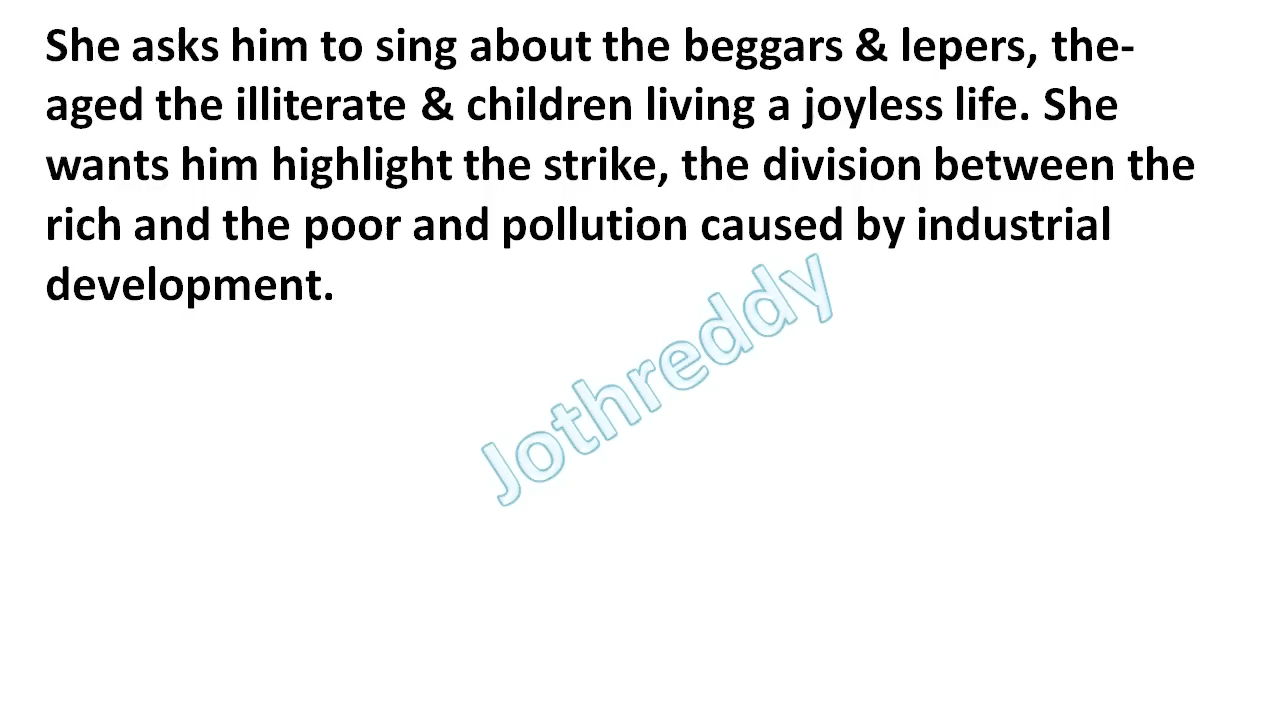 She asks him to sing about the beggars & lepers, the-
aged the illiterate & children living a joyless life. She
wants him highlight the strike, the division between the
rich and the poor and pollution caused by industrial
development.
Jothreddy